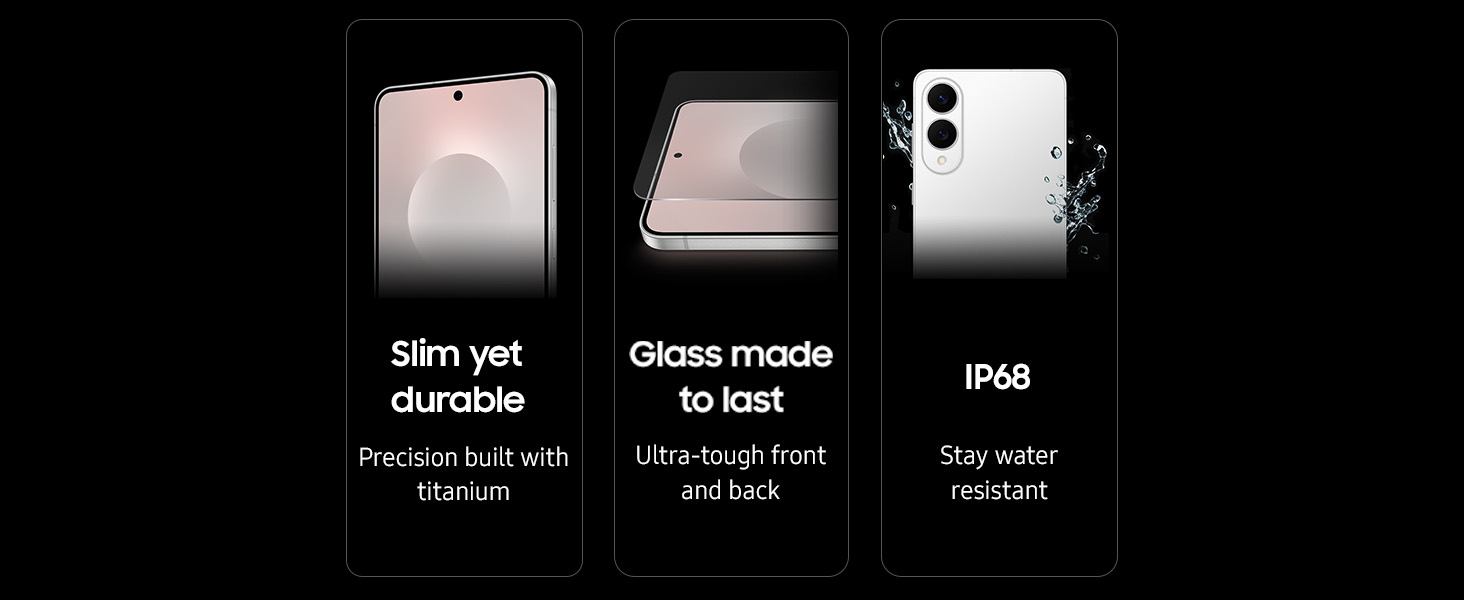 Slim yet
durable
Precision built with
titanium
Glass made
to last
Ultra-tough front
and back
IP68
Stay water
resistant